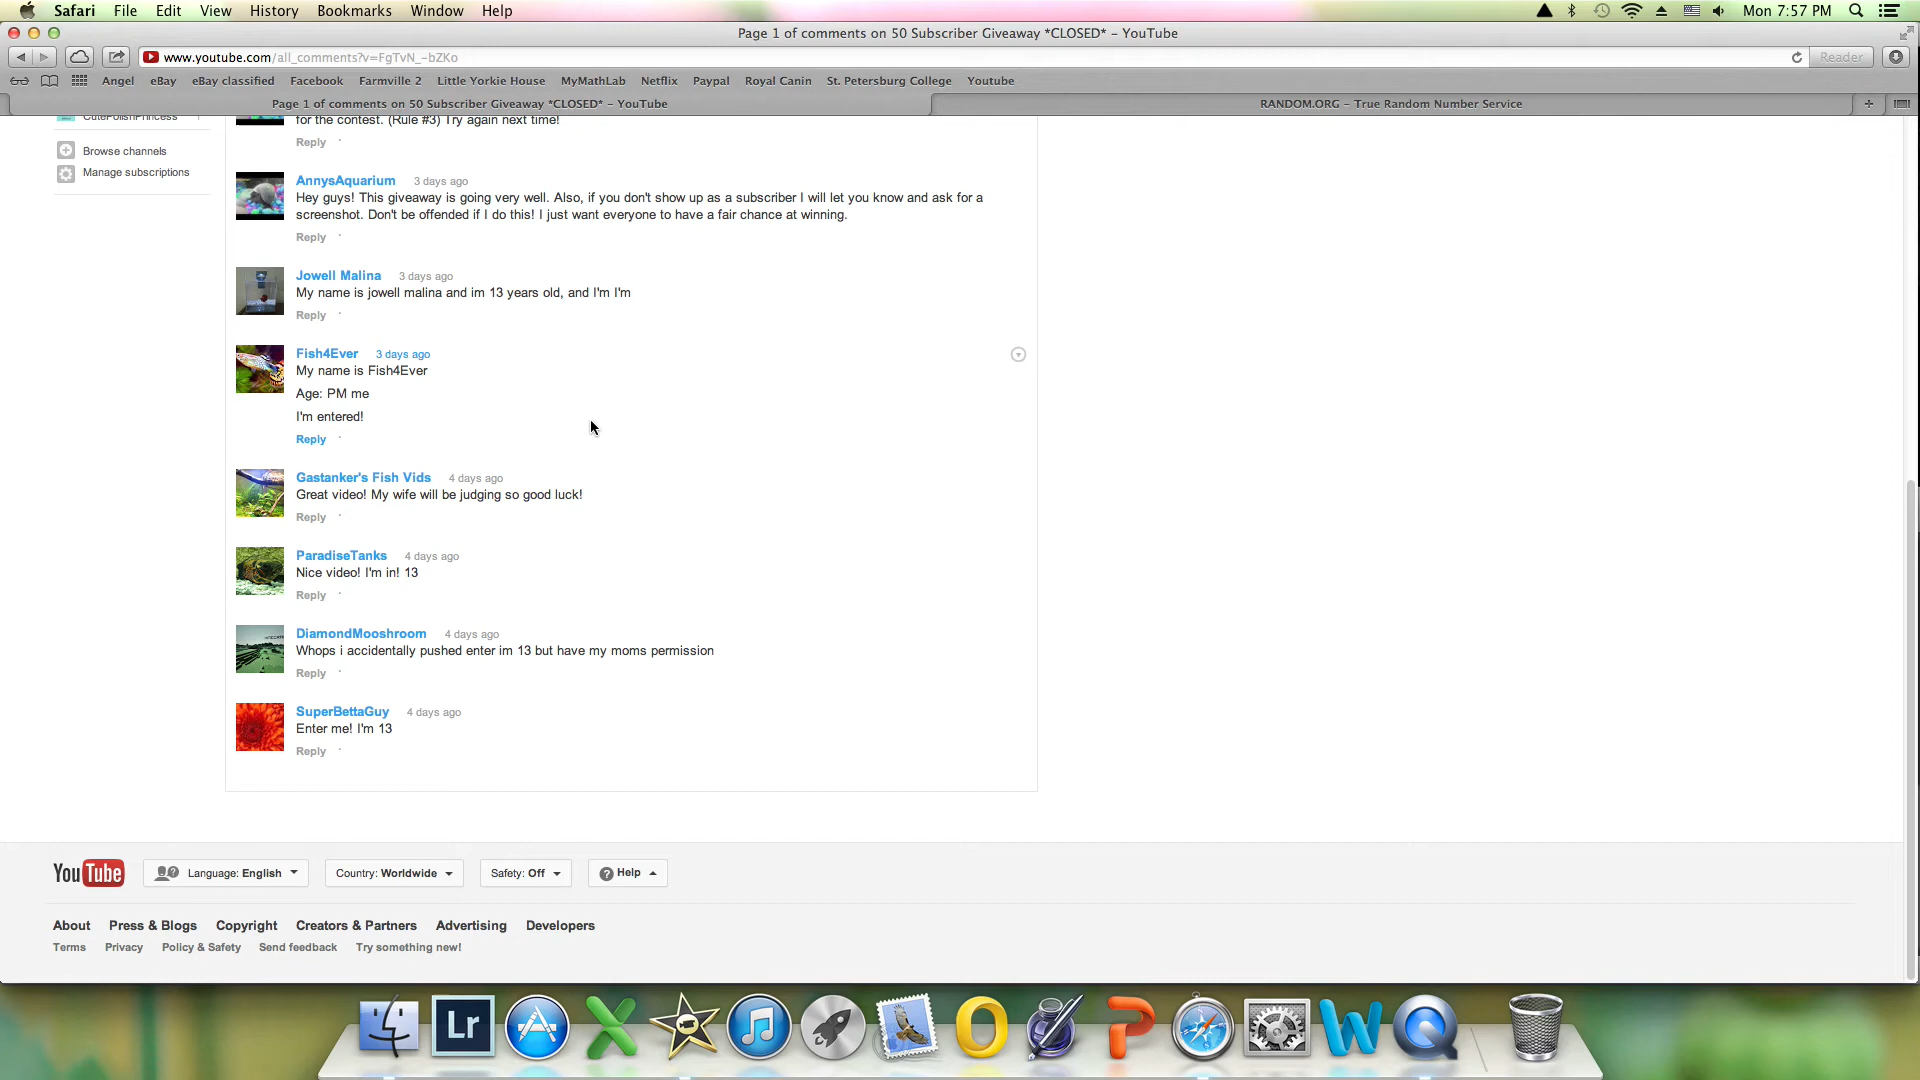 Safari File Edit View History Bookmarks Window Help Mon 7:57 PM
Page 1 of comments on 50 Subscriber Giveaway *CLOSED* – YouTube
www.youtube.com/all_comments?v=FgTvN_-bZKo Reader
Angel eBay eBay classified Facebook Farmville 2 Little Yorkie House MyMathLab Netflix Paypal Royal Canin St. Petersburg College Youtube
Page 1 of comments on 50 Subscriber Giveaway *CLOSED* – YouTube RANDOM.ORG – True Random Number Service
CutePolishPrincess
Browse channels
Manage subscriptions
for the contest. (Rule #3) Try again next time!
Reply
AnnysAquarium 3 days ago
Hey guys! This giveaway is going very well. Also, if you don't show up as a subscriber I will let you know and ask for a
screenshot. Don't be offended if I do this! I just want everyone to have a fair chance at winning.
Reply
Jowell Malina 3 days ago
My name is jowell malina and im 13 years old, and I'm I'm
Reply
Fish4Ever 3 days ago
My name is Fish4Ever
Age: PM me
I'm entered!
Reply
Gastanker's Fish Vids 4 days ago
Great video! My wife will be judging so good luck!
Reply
ParadiseTanks 4 days ago
Nice video! I'm in! 13
Reply
DiamondMooshroom 4 days ago
Whops i accidentally pushed enter im 13 but have my moms permission
Reply
SuperBettaGuy 4 days ago
Enter me! I'm 13
Reply
YouTube Language: English Country: Worldwide Safety: Off Help
About Press & Blogs Copyright Creators & Partners Advertising Developers
Terms Privacy Policy & Safety Send feedback Try something new!
Lr